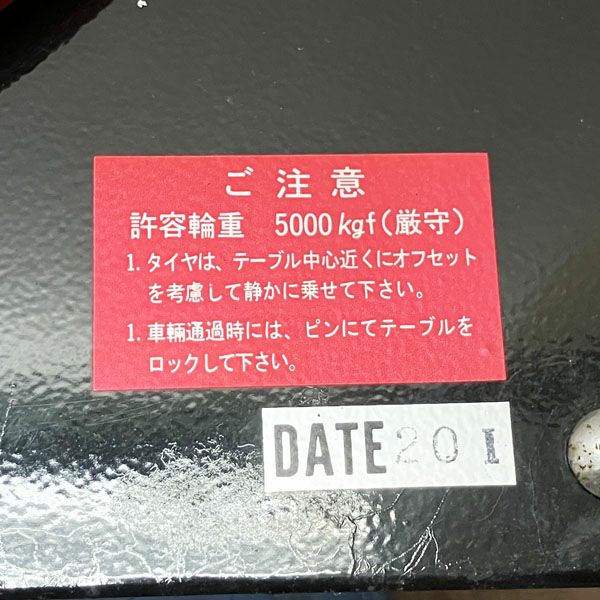 ご注意
許容輪重 5000kgf(厳守)
1. タイヤは、テーブル中心近くにオフセット
を考慮して静かに乗せて下さい。
1. 車輛通過時には、ピンにてテーブルを
ロックして下さい。
DATE 20 1